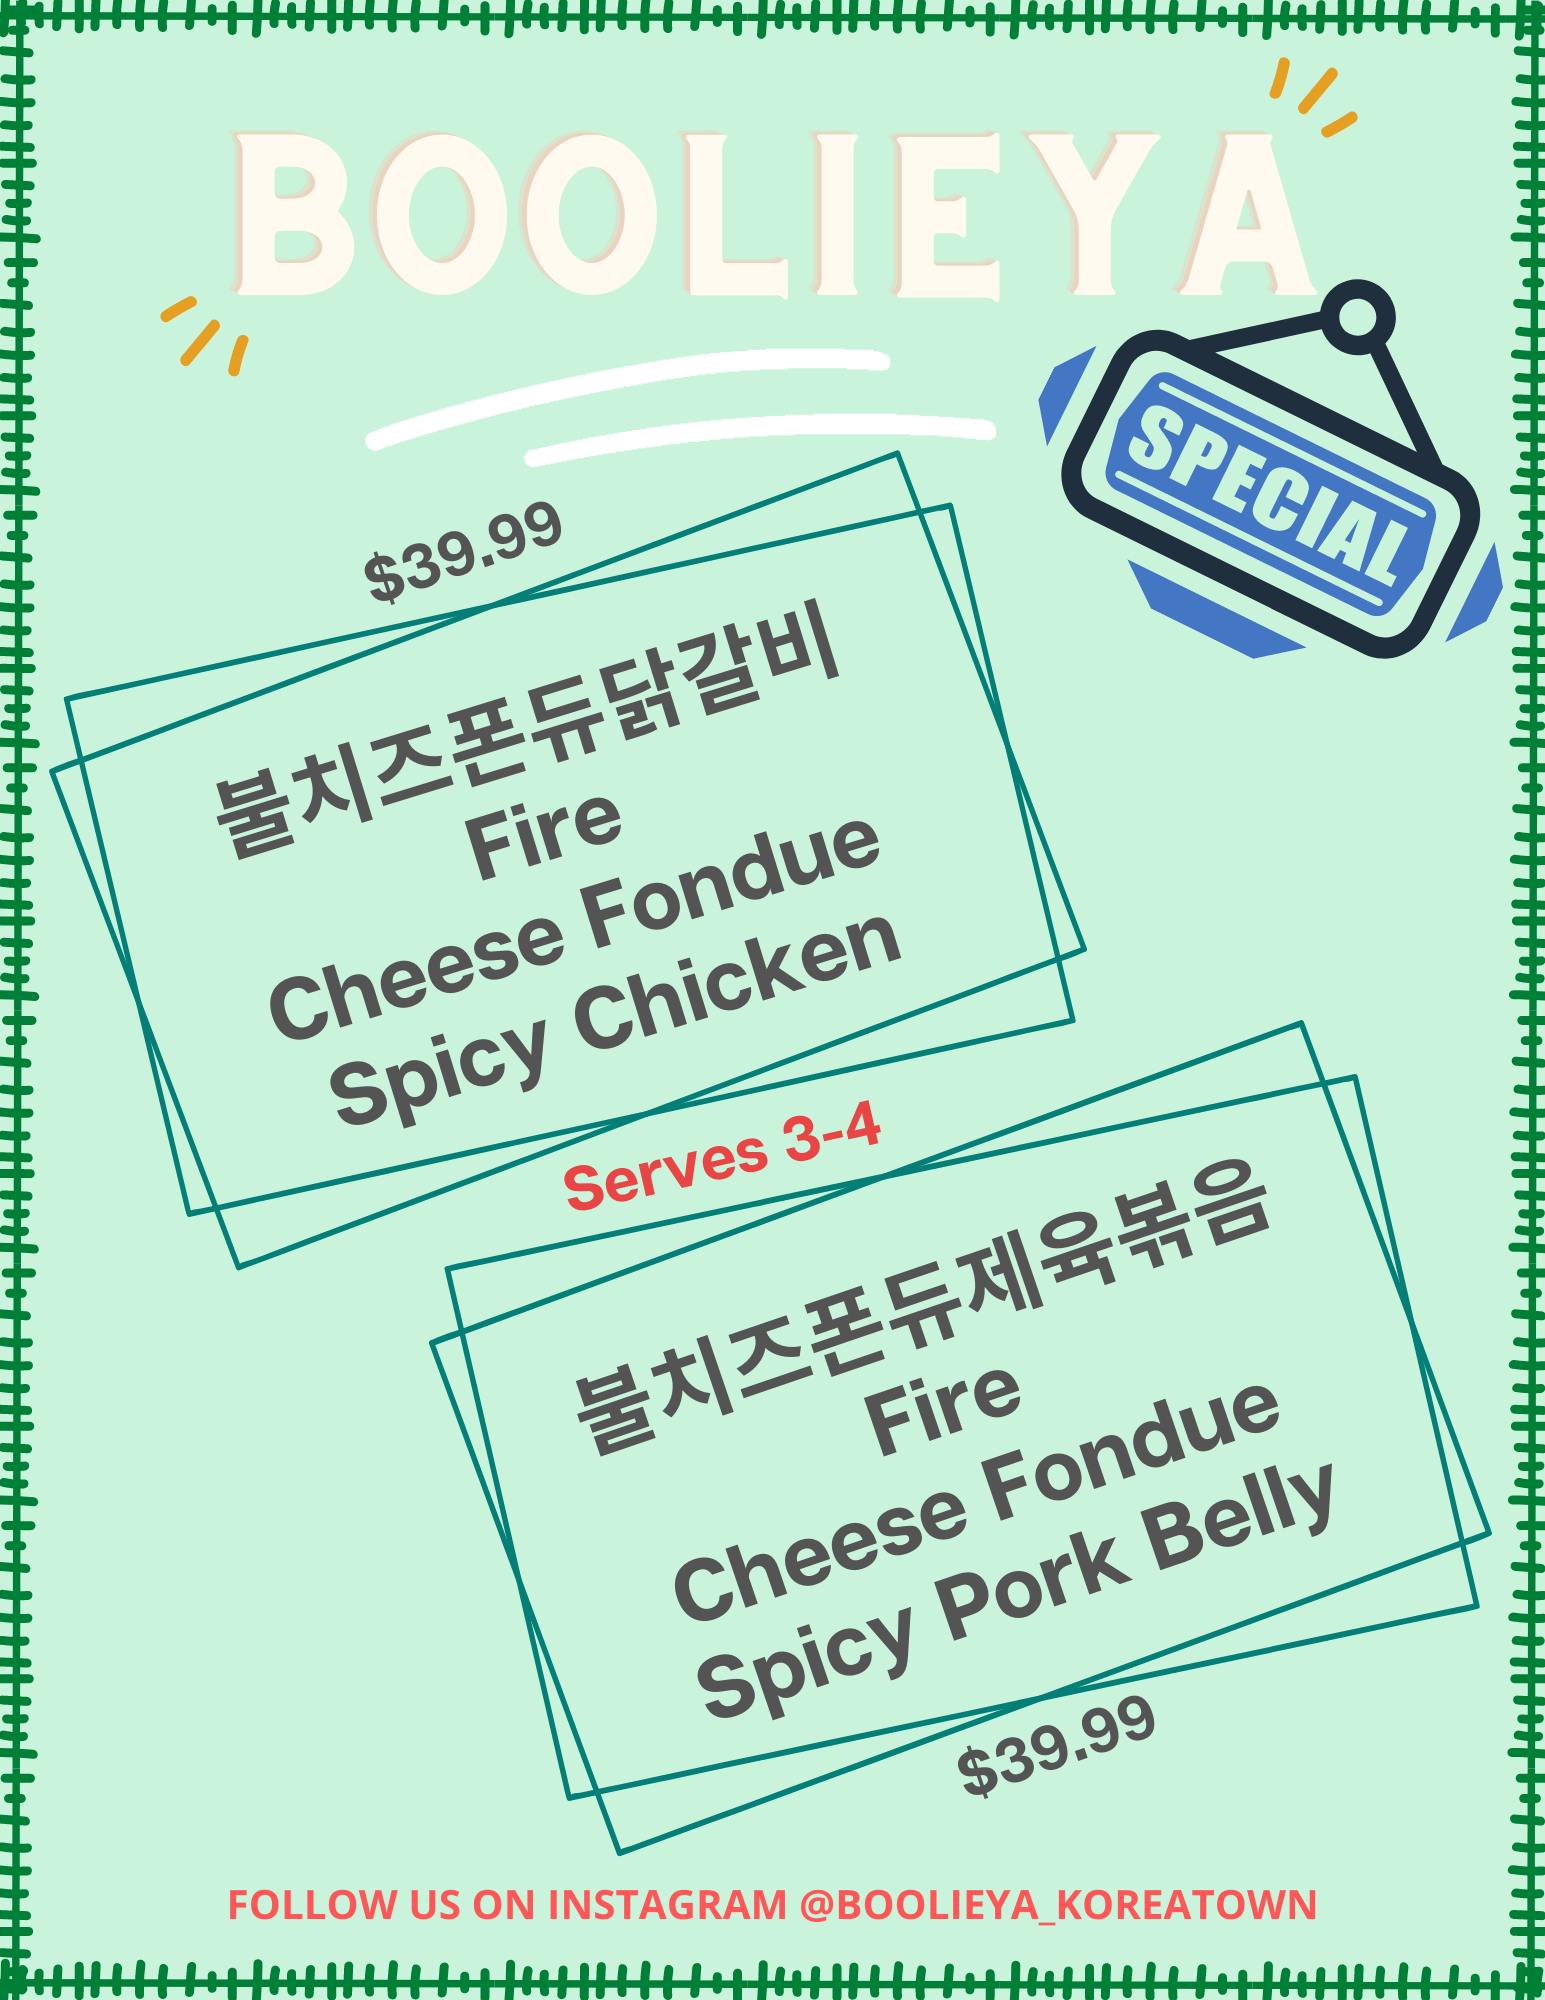 BOOLIEYA
SPECIAL
$39.99
불치즈폰듀닭갈비
Fire
Cheese Fondue
Spicy Chicken
Serves 3-4
불치즈폰듀제육볶음
Fire
Cheese Fondue
Spicy Pork Belly
$39.99
FOLLOW US ON INSTAGRAM @BOOLIEYA_KOREATOWN